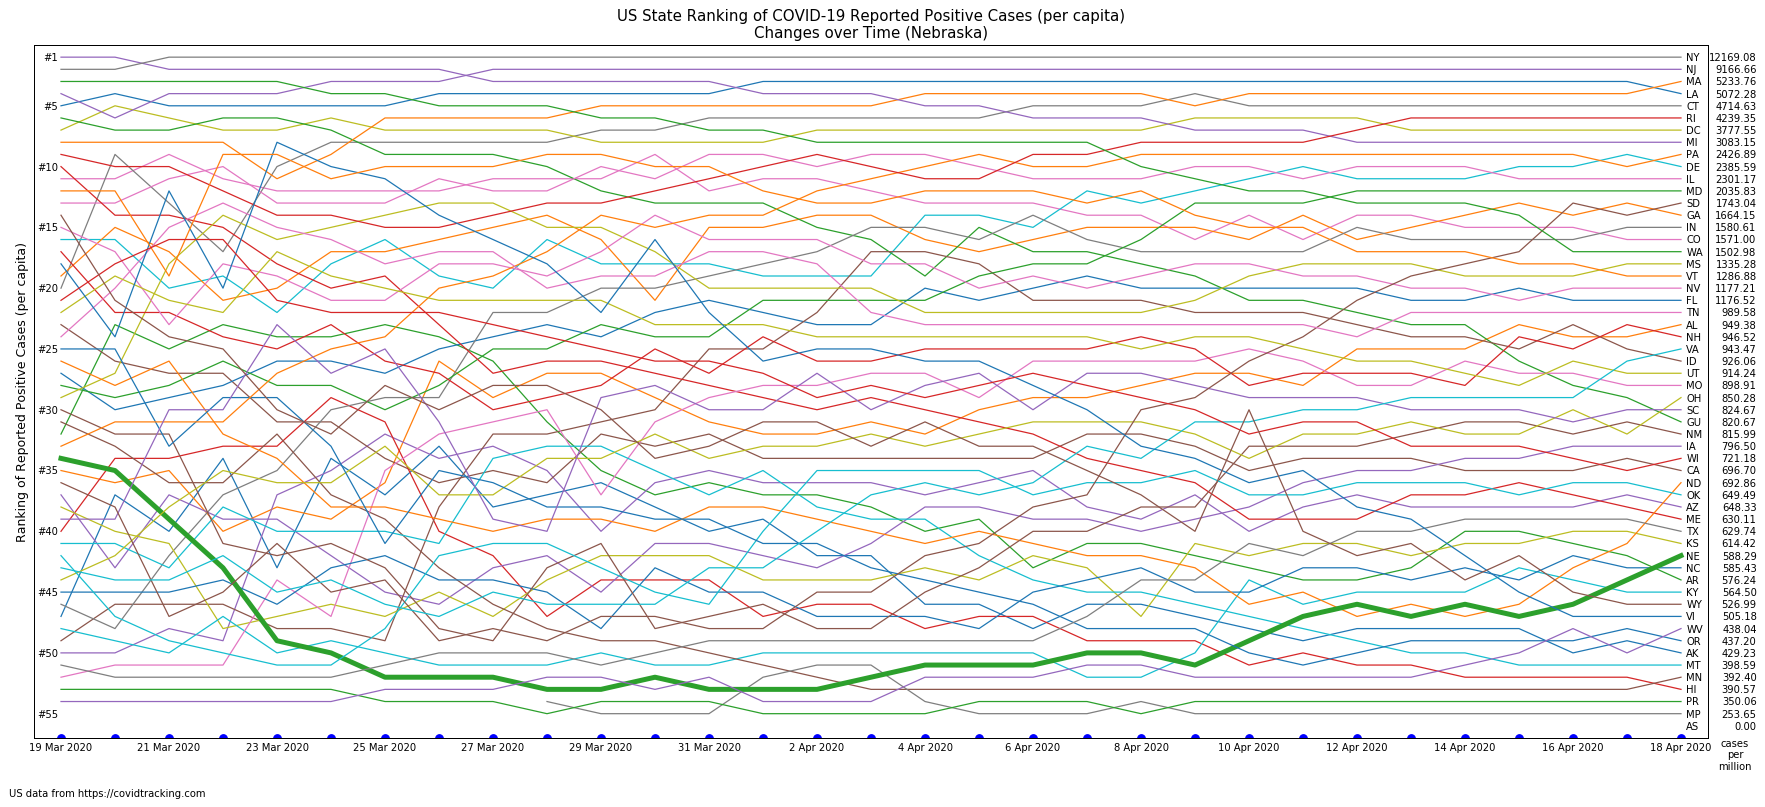 US State Ranking of COVID-19 Reported Positive Cases (per capita)
Changes over Time (Nebraska)
Ranking of Reported Positive Cases (per capita)
#1
#5
#10
#15
#20
#25
#30
#35
#40
#45
#50
#55
NY 12169.08
NJ 9166.66
MA 5233.76
LA 5072.28
CT 4714.63
RI 4239.35
DC 3777.55
MI 3083.15
PA 2426.89
DE 2385.59
IL 2301.17
MD 2035.83
SD 1743.04
GA 1664.15
IN 1580.61
CO 1571.00
WA 1502.98
MS 1335.28
VT 1286.88
NV 1177.21
FL 1176.52
TN 989.58
AL 949.38
NH 946.52
VA 943.47
ID 926.06
UT 914.24
MO 898.91
OH 850.28
SC 824.67
GU 820.67
NM 815.99
IA 796.50
WI 721.18
CA 696.70
ND 692.86
OK 649.49
AZ 648.33
ME 630.11
TX 629.74
KS 614.42
NE 588.29
NC 585.43
AR 576.24
KY 564.50
WY 526.99
VI 505.18
WV 438.04
OR 437.20
AK 429.23
MT 398.59
MN 392.40
HI 390.57
PR 350.06
MP 253.65
AS 0.00
19 Mar 2020 21 Mar 2020 23 Mar 2020 25 Mar 2020 27 Mar 2020 29 Mar 2020 31 Mar 2020 2 Apr 2020 4 Apr 2020 6 Apr 2020 8 Apr 2020 10 Apr 2020 12 Apr 2020 14 Apr 2020 16 Apr 2020 18 Apr 2020
cases
per
million
US data from https://covidtracking.com